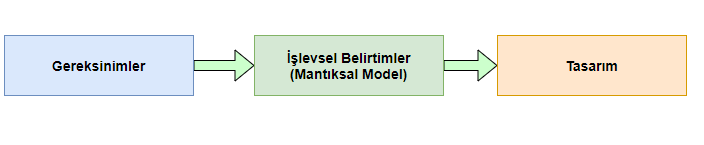 Gereksinimler
İşlevsel Belirtimler
(Mantıksal Model)
Tasarım